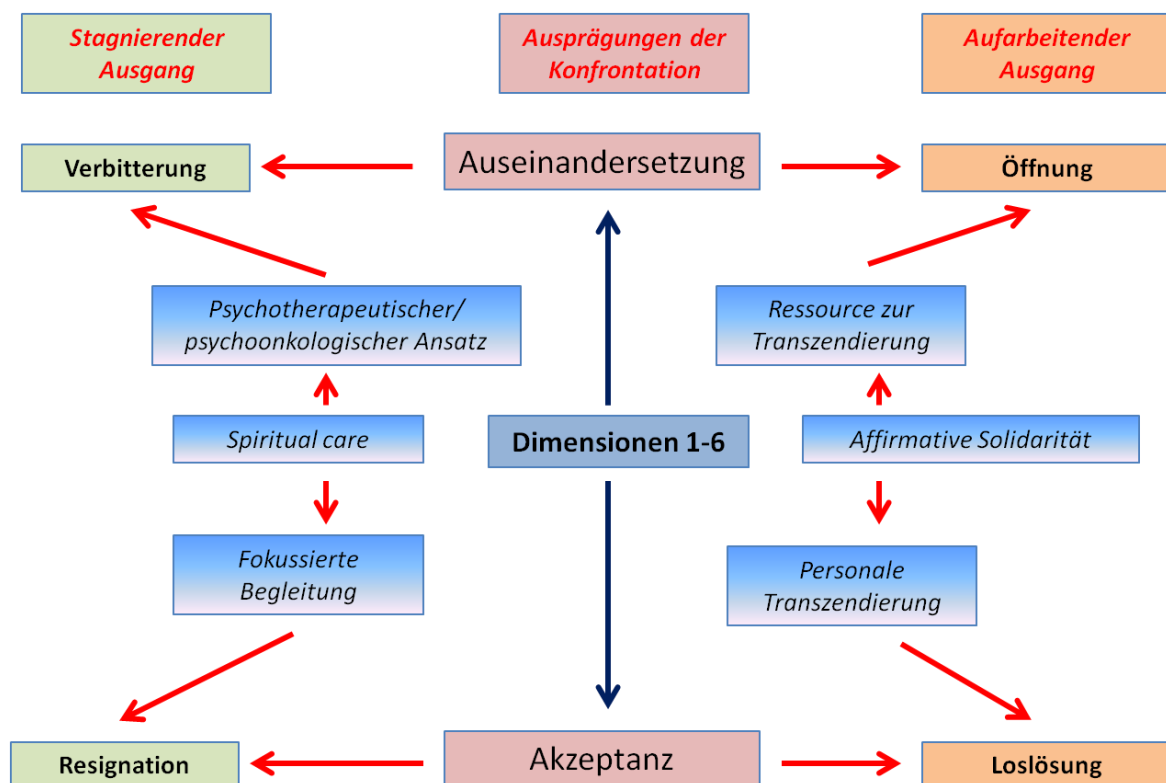 Stagnierender
Ausgang
Ausprägungen der
Konfrontation
Aufarbeitender
Ausgang
Verbitterung
Auseinandersetzung
Öffnung
Psychotherapeutischer/
psychoonkologischer Ansatz
Ressource zur
Transzendierung
Spiritual care
Dimensionen 1-6
Affirmative Solidarität
Fokussierte
Begleitung
Personale
Transzendierung
Resignation
Akzeptanz
Loslösung